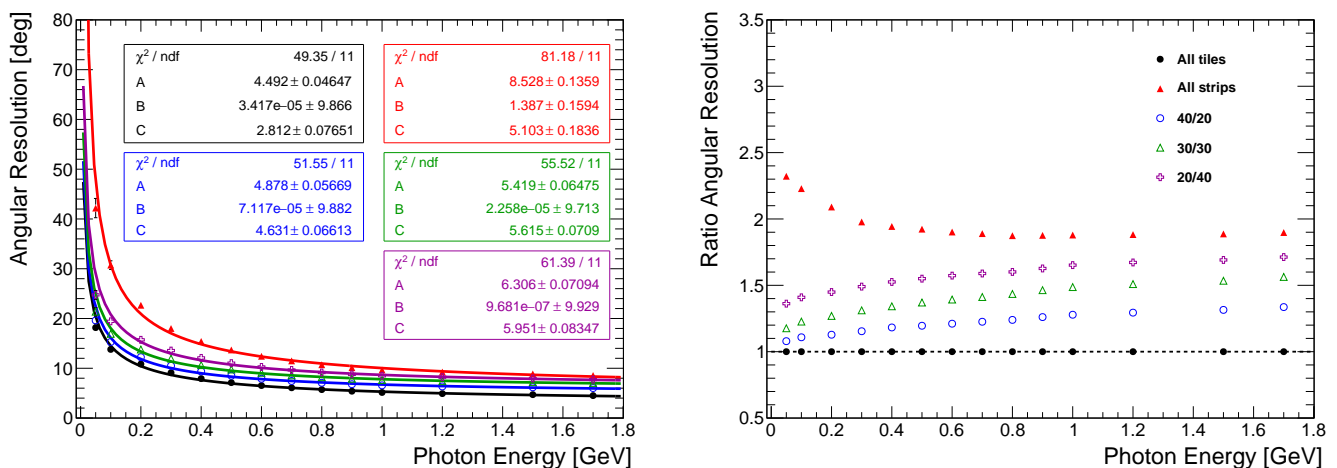 Angular Resolution [deg]
80
70
60
50
40
30
20
10
0
χ² / ndf 49.35 / 11
A 4.492 ± 0.04647
B 3.417e−05 ± 9.866
C 2.812 ± 0.07651
χ² / ndf 81.18 / 11
A 8.528 ± 0.1359
B 1.387 ± 0.1594
C 5.103 ± 0.1836
χ² / ndf 51.55 / 11
A 4.878 ± 0.05669
B 7.117e−05 ± 9.882
C 4.631 ± 0.06613
χ² / ndf 55.52 / 11
A 5.419 ± 0.06475
B 2.258e−05 ± 9.713
C 5.615 ± 0.0709
χ² / ndf 61.39 / 11
A 6.306 ± 0.07094
B 9.681e−07 ± 9.929
C 5.951 ± 0.08347
0 0.2 0.4 0.6 0.8 1 1.2 1.4 1.6 1.8
Photon Energy [GeV]
Ratio Angular Resolution
3.5
3
2.5
2
1.5
1
0.5
All tiles
All strips
40/20
30/30
20/40
0 0.2 0.4 0.6 0.8 1 1.2 1.4 1.6 1.8
Photon Energy [GeV]